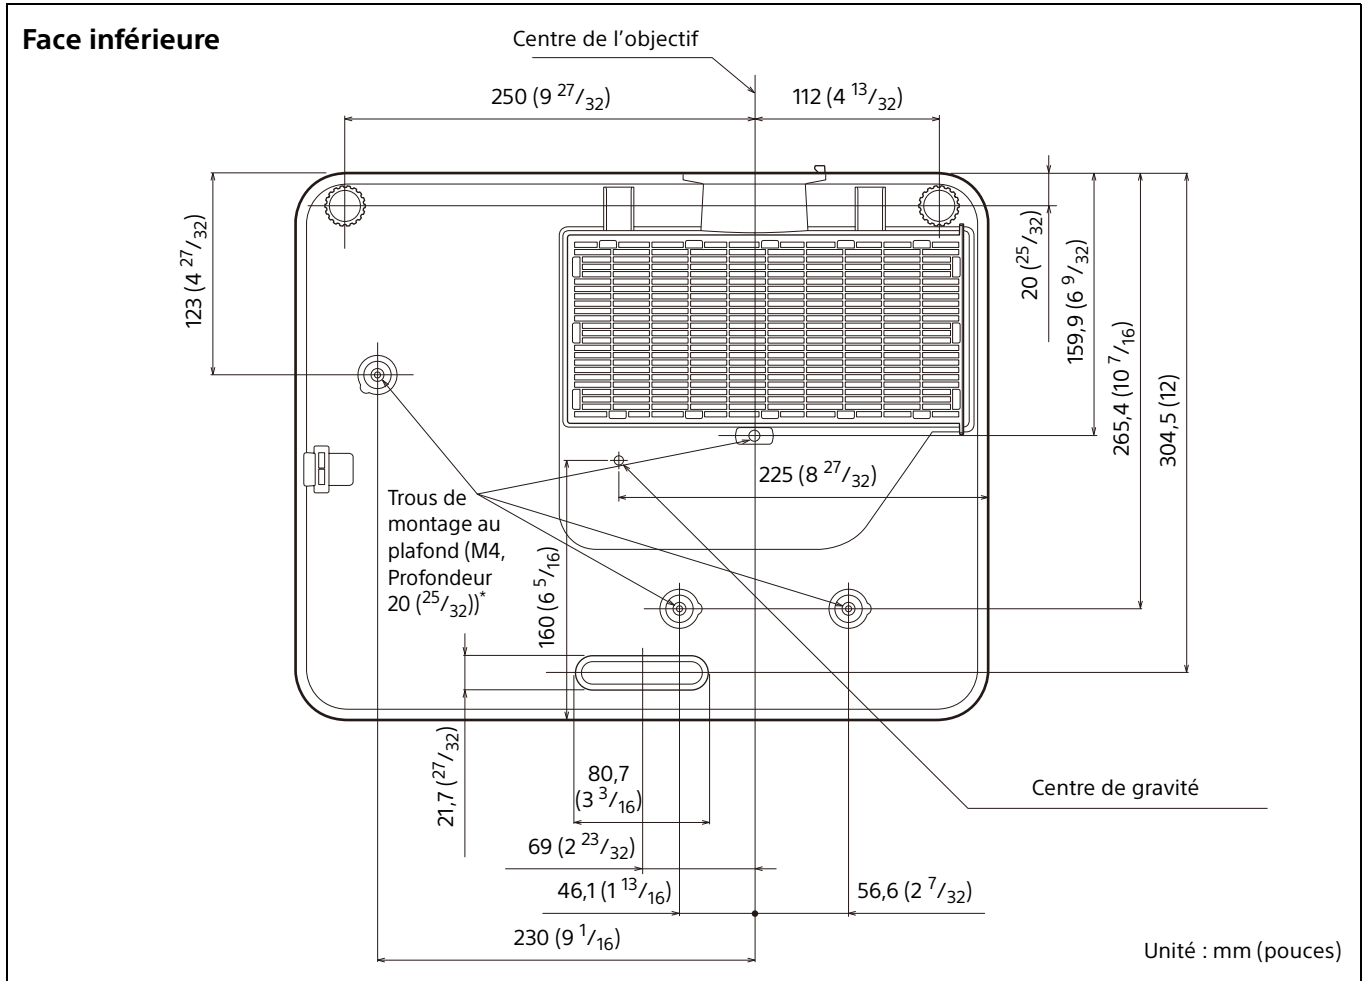 Face inférieure
Centre de l’objectif
250 (9 27/32)
112 (4 13/32)
123 (4 27/32)
20 (25/32)
159,9 (6 9/32)
265,4 (10 7/16)
304,5 (12)
225 (8 27/32)
Trous de
montage au
plafond (M4,
Profondeur
20 (25/32))*
160 (6 5/16)
21,7 (27/32)
80,7
(3 3/16)
Centre de gravité
69 (2 23/32)
46,1 (1 13/16)
56,6 (2 7/32)
230 (9 1/16)
Unité : mm (pouces)